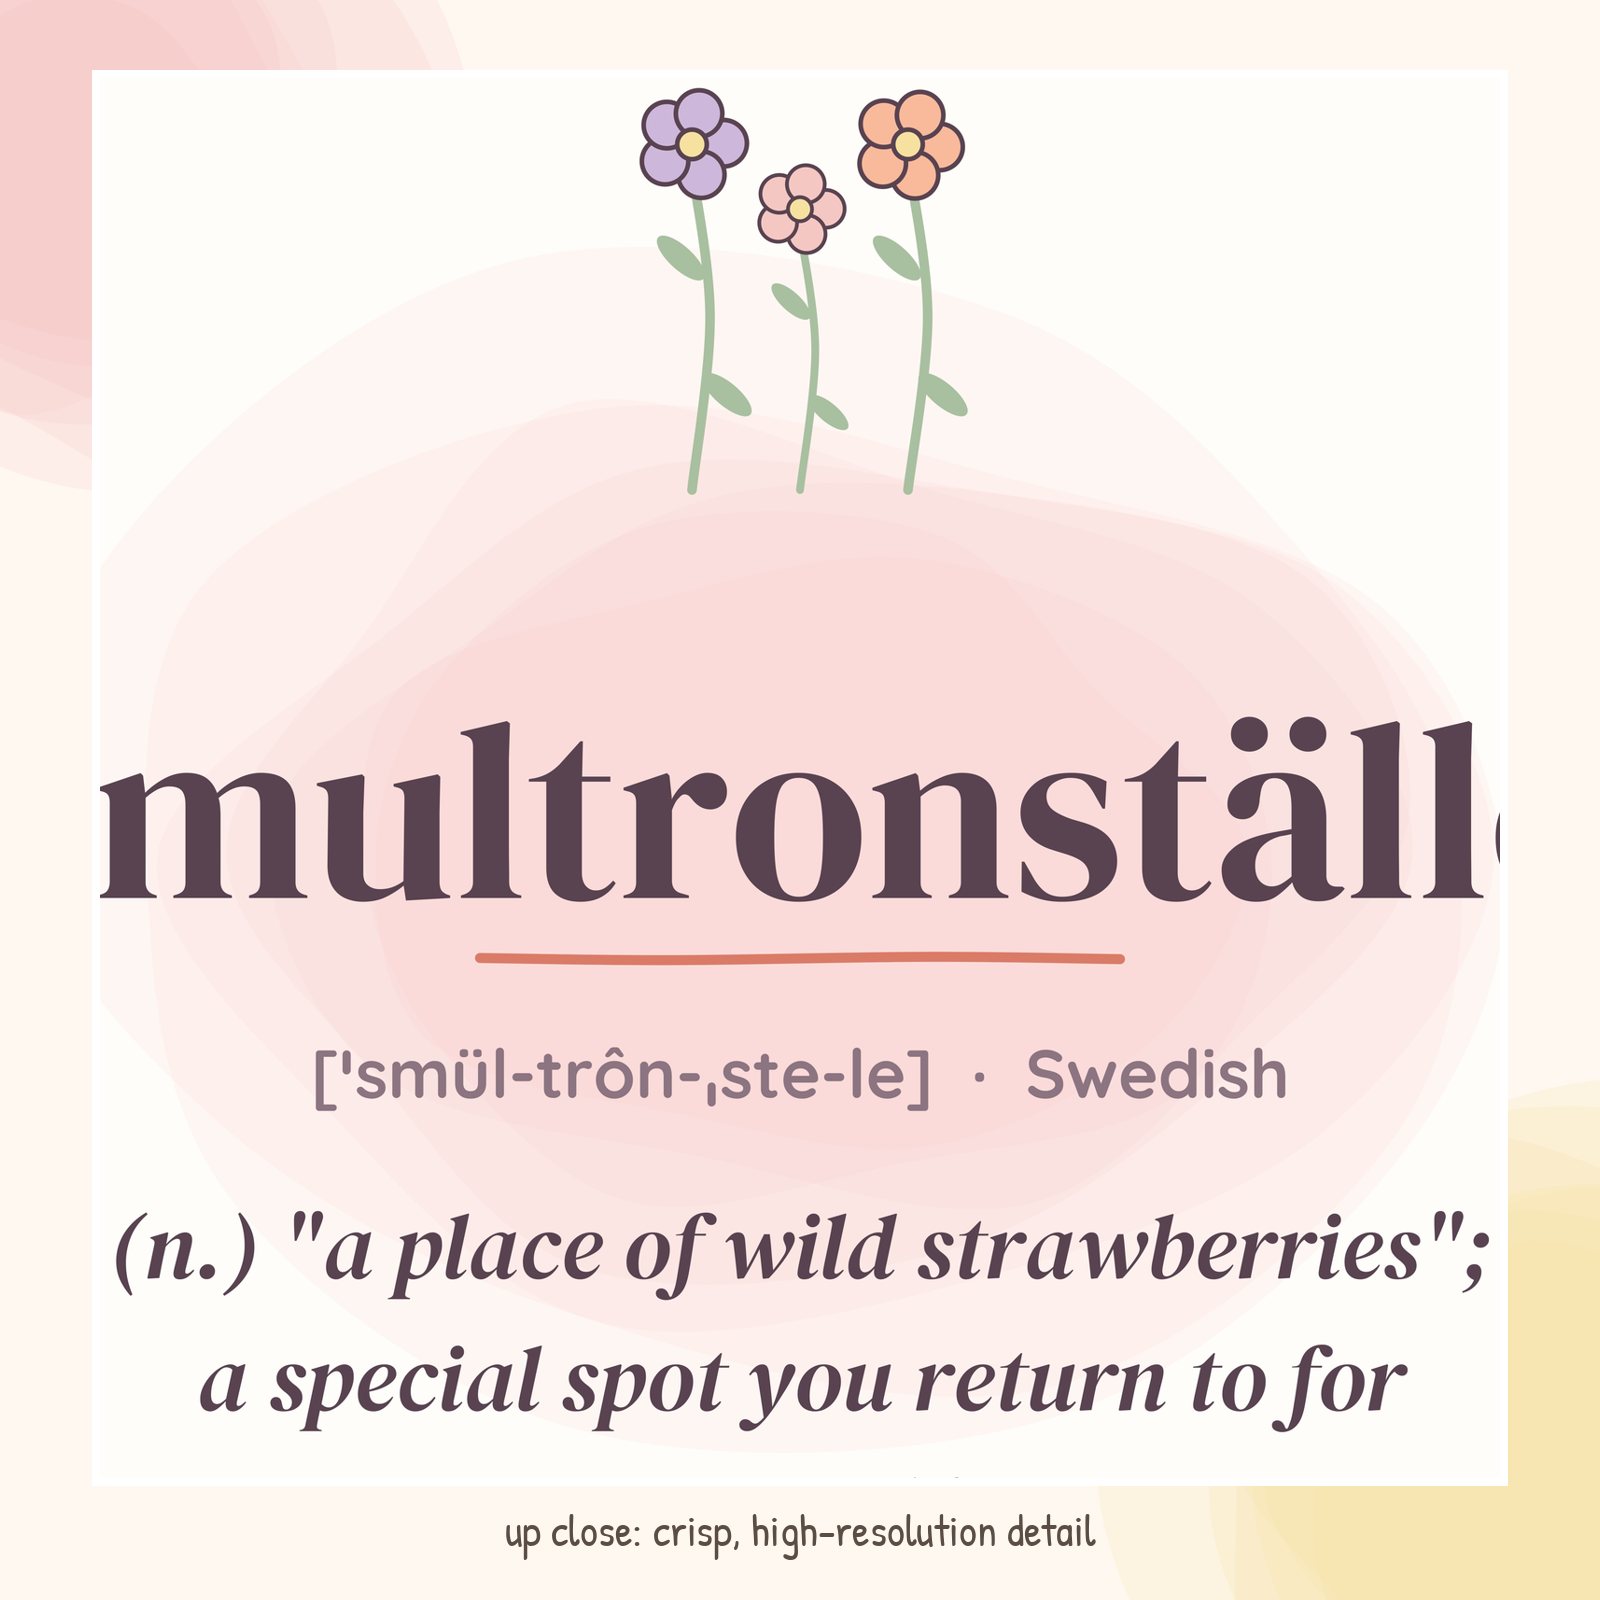 multronställ
['smül-trôn-ˌste-le] · Swedish
(n.) "a place of wild strawberries";
a special spot you return to for
up close: crisp, high-resolution detail